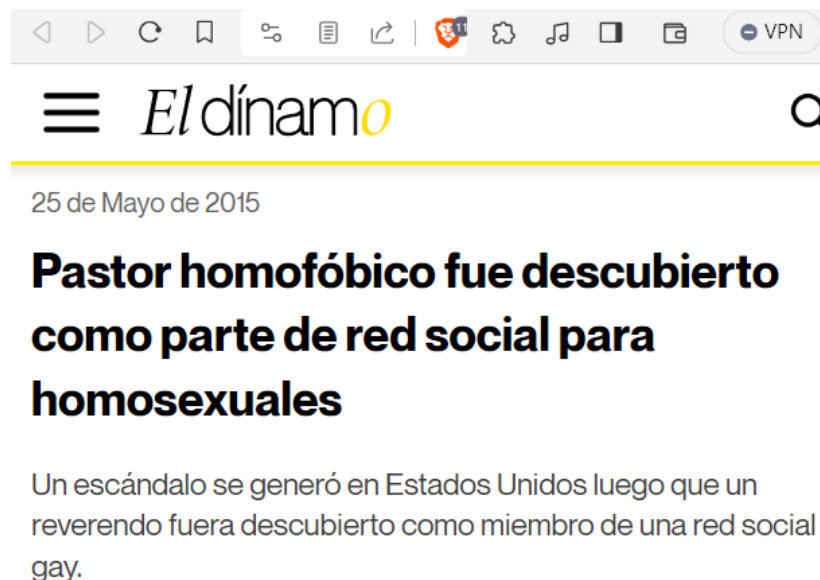 VPN
El dínamo
25 de Mayo de 2015
Pastor homofóbico fue descubierto
como parte de red social para
homosexuales
Un escándalo se generó en Estados Unidos luego que un
reverendo fuera descubierto como miembro de una red social
gay.